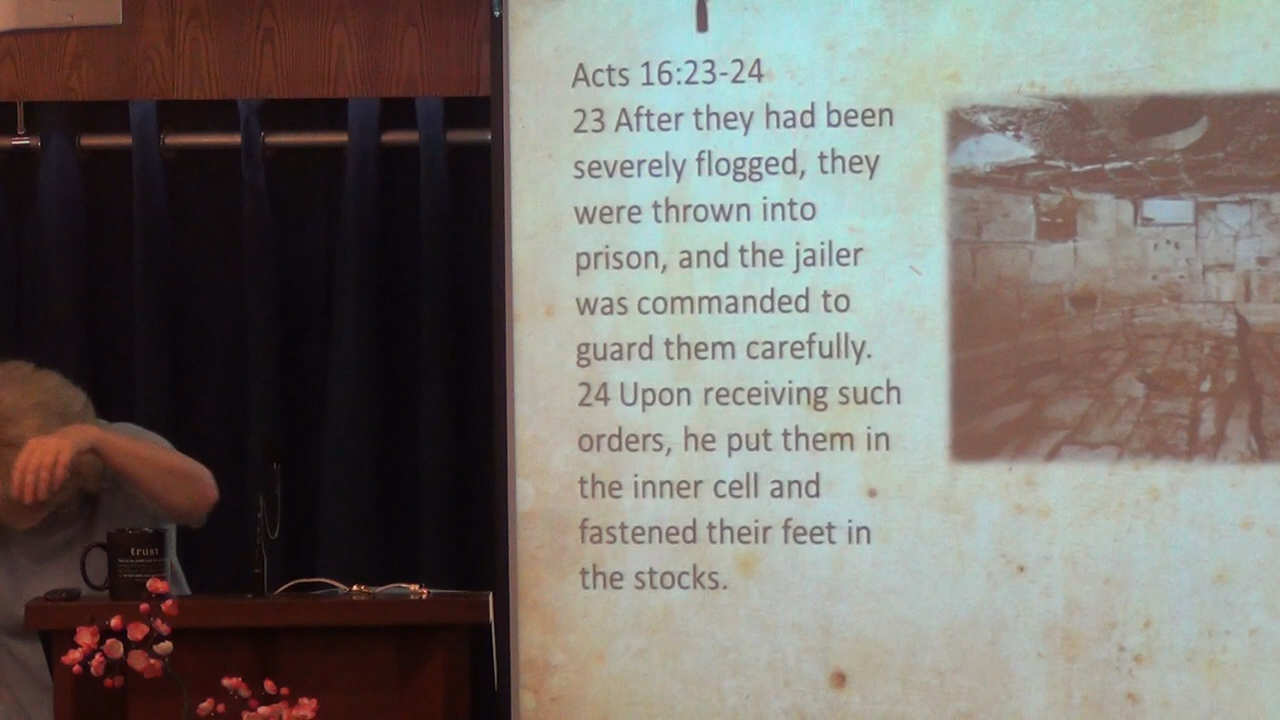 Acts 16:23-24
23 After they had been
severely flogged, they
were thrown into
prison, and the jailer
was commanded to
guard them carefully.
24 Upon receiving such
orders, he put them in
the inner cell and
fastened their feet in
the stocks.
trust